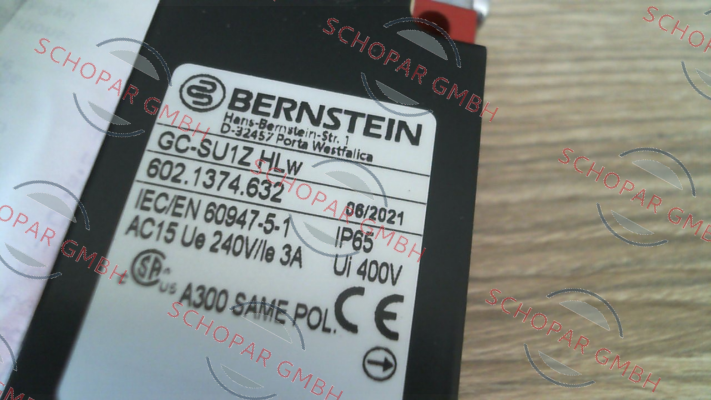 BERNSTEIN
Hans-Bernstein-Str. 1
D-32457 Porta Westfalica
GC-SU1Z HLW
602.1374.632
06/2021
IEC/EN 60947-5-1 IP65
AC15 Ue 240V/Ie 3A Ui 400V
A300 SAME POL. CE
SCHOPAR GMBH
SCHOPAR GMBH
SCHOPAR GMBH
SCHOPAR GMBH
SCHOPAR GMBH
SCHOPAR GMBH
SCHOPAR GMBH
SCHOPAR GMBH